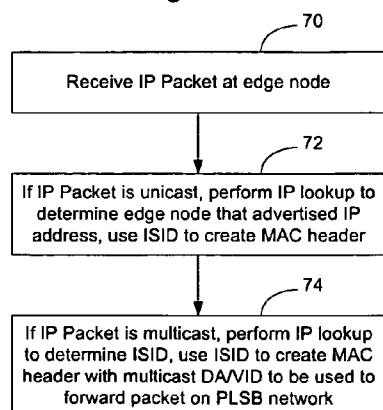 70
Receive IP Packet at edge node
72
If IP Packet is unicast, perform IP lookup to
determine edge node that advertised IP
address, use ISID to create MAC header
74
If IP Packet is multicast, perform IP lookup
to determine ISID, use ISID to create MAC
header with multicast DA/VID to be used to
forward packet on PLSB network